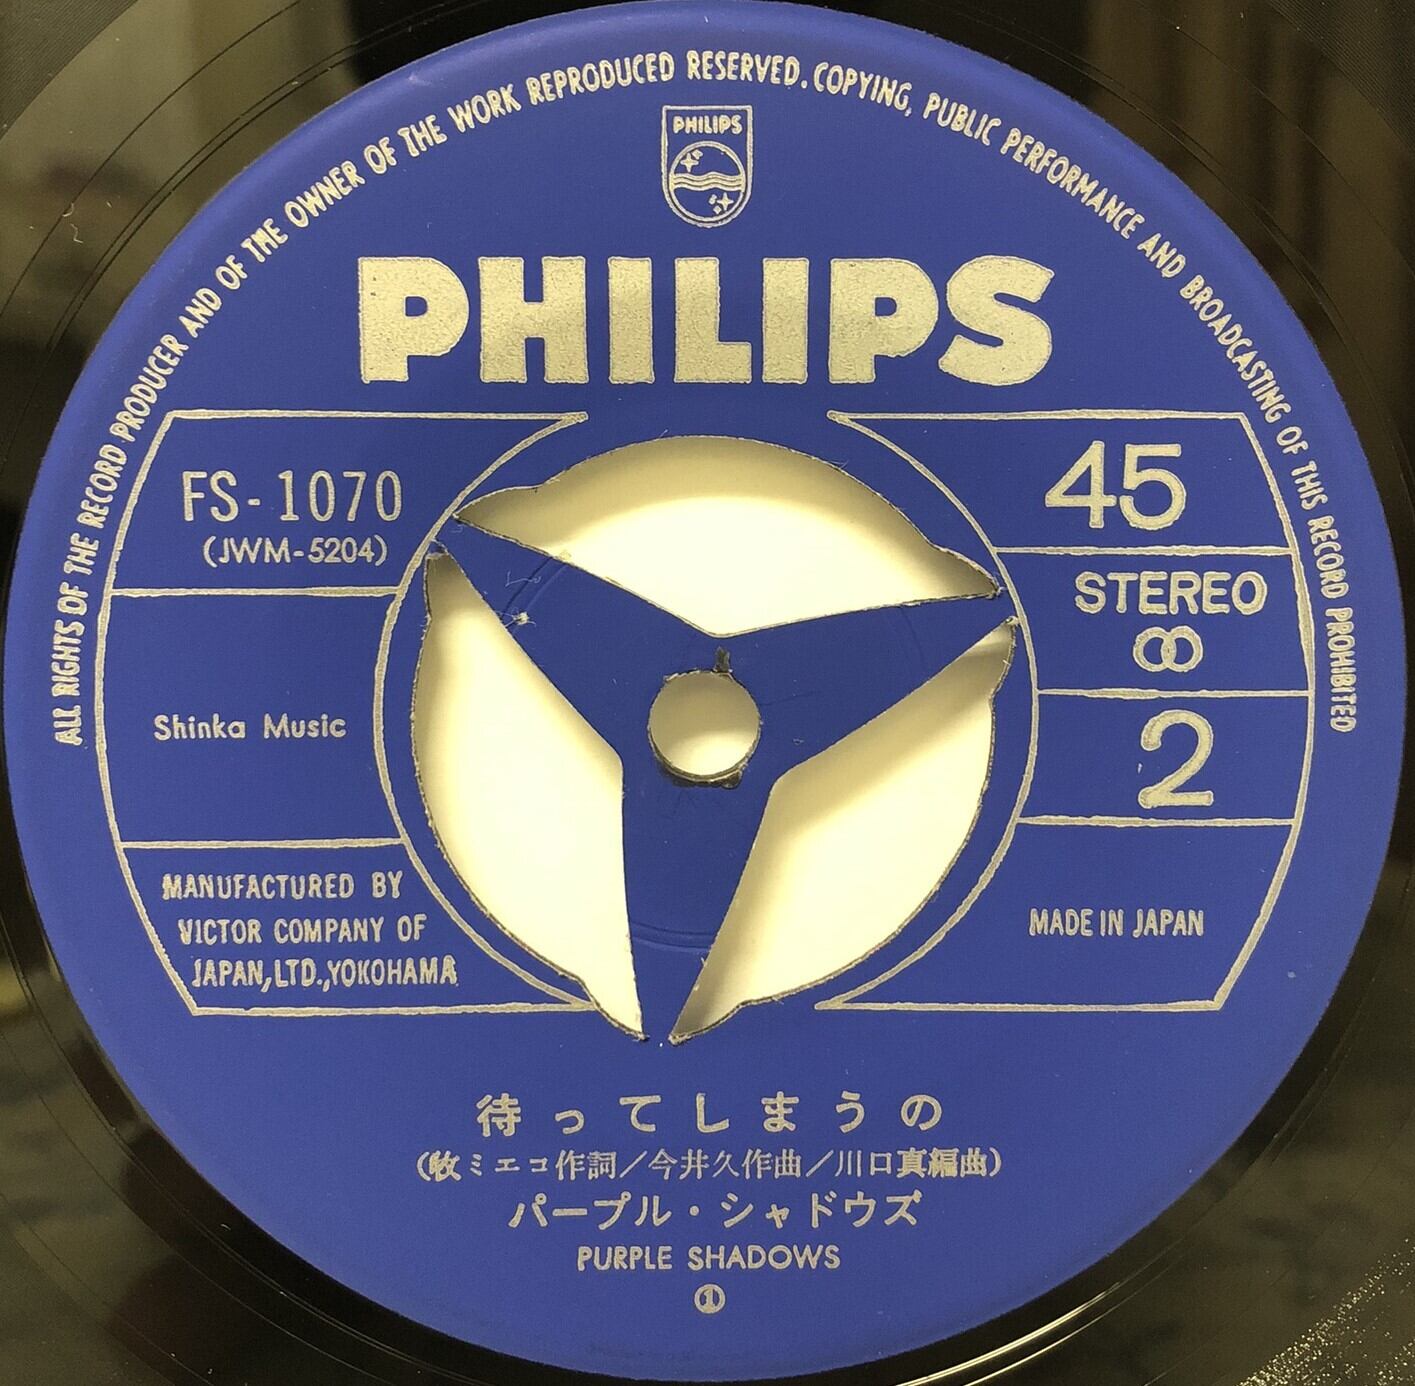 ALL RIGHTS OF THE RECORD PRODUCER AND OF THE OWNER OF THE WORK REPRODUCED RESERVED. COPYING, PUBLIC PERFORMANCE AND BROADCASTING OF THIS RECORD PROHIBITED
PHILIPS
PHILIPS
FS-1070
(JWM-5204)
Shinka Music
MANUFACTURED BY
VICTOR COMPANY OF
JAPAN,LTD.,YOKOHAMA
45
STEREO
2
MADE IN JAPAN
待ってしまうの
(牧ミエコ作詞/今井久作曲/川口真編曲)
パープル・シャドウズ
PURPLE SHADOWS
①